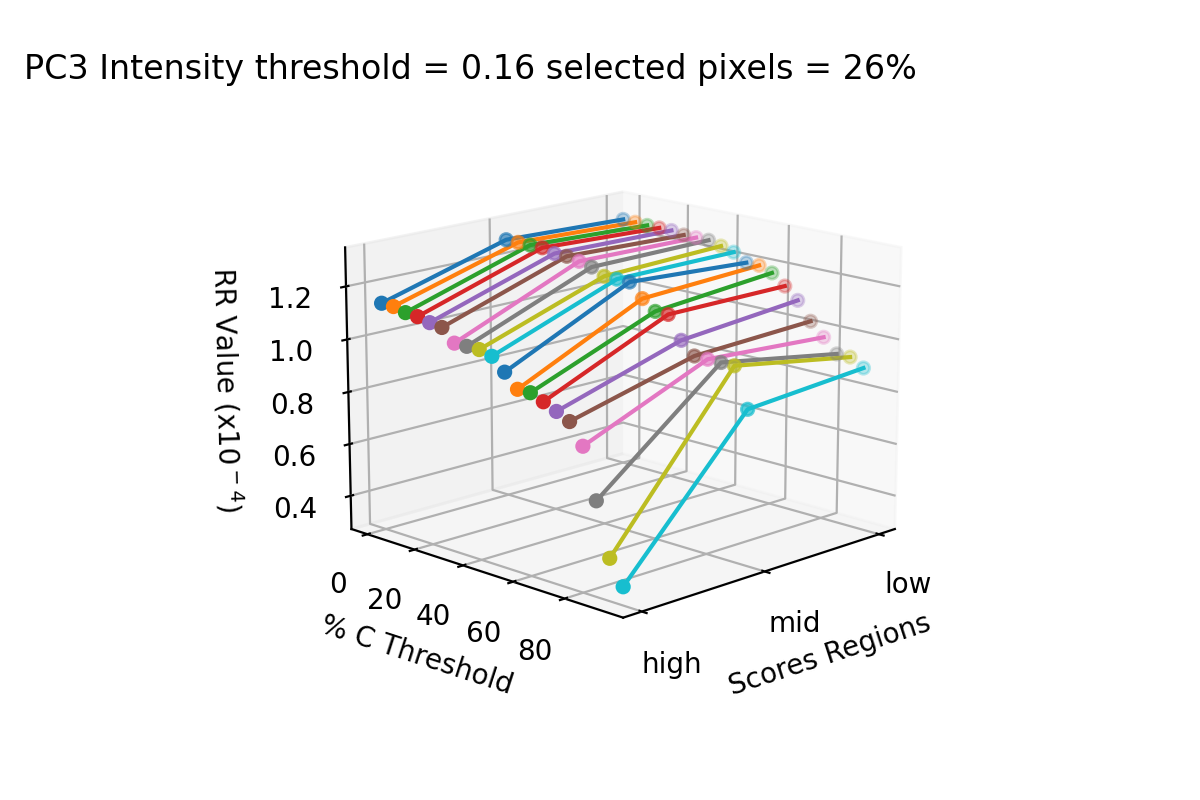 PC3 Intensity threshold = 0.16 selected pixels = 26%
RR Value (x10⁻⁴)
1.2
1.0
0.8
0.6
0.4
0
20
40
60
80
% C Threshold
high
mid
low
Scores Regions